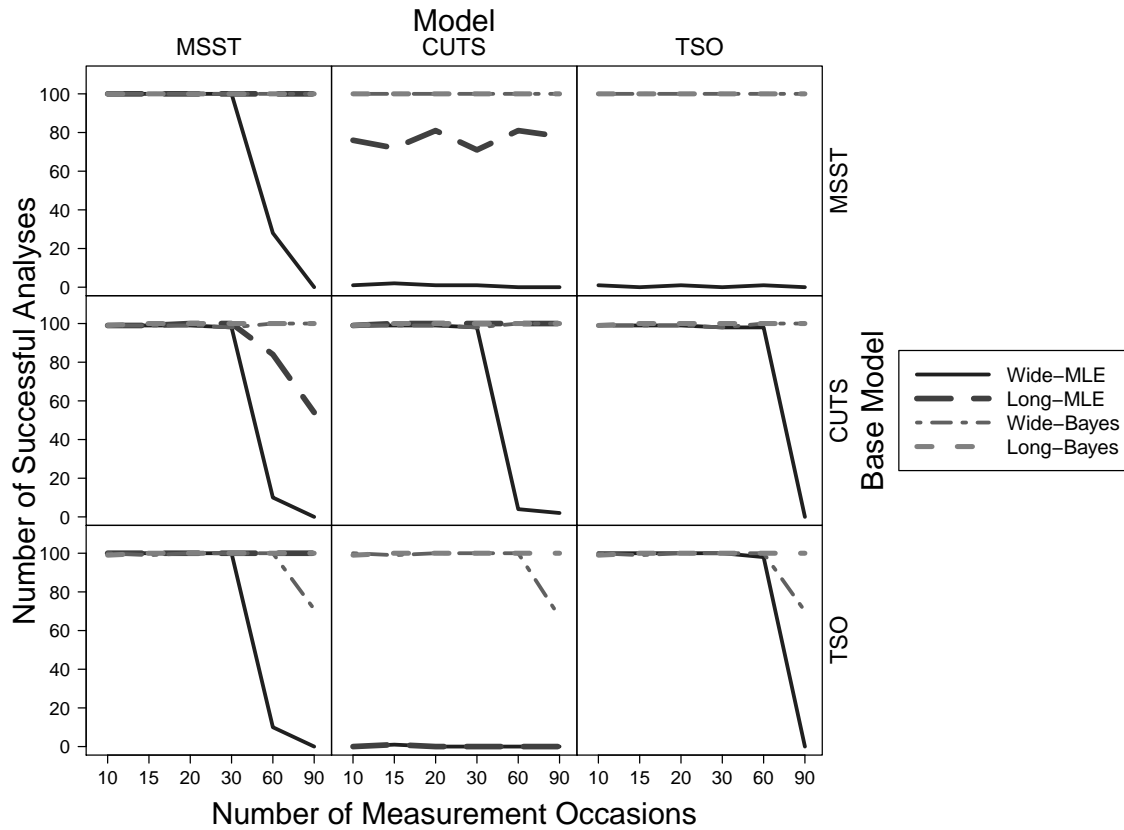 Model
MSST CUTS TSO
Number of Successful Analyses
100
80
60
40
20
0
MSST
100
80
60
40
20
0
CUTS
100
80
60
40
20
0
TSO
Base Model
Wide−MLE
Long−MLE
Wide−Bayes
Long−Bayes
10 15 20 30 60 90 10 15 20 30 60 90 10 15 20 30 60 90
Number of Measurement Occasions